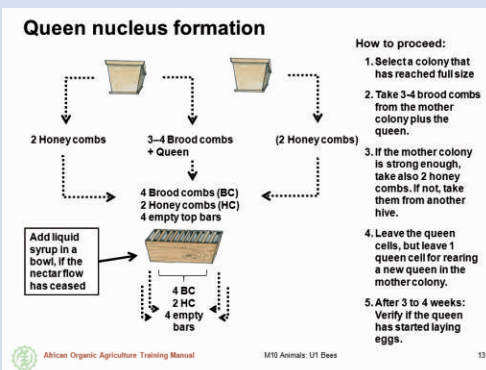 Queen nucleus formation
2 Honey combs
3–4 Brood combs
+ Queen
(2 Honey combs)
4 Brood combs (BC)
2 Honey combs (HC)
4 empty top bars
Add liquid
syrup in a
bowl, if the
nectar flow
has ceased
4 BC
2 HC
4 empty
bars
How to proceed:
1. Select a colony that
has reached full size
2. Take 3-4 brood combs
from the mother
colony plus the
queen.
3. If the mother colony
is strong enough,
take also 2 honey
combs. If not, take
them from another
hive.
4. Leave the queen
cells, but leave 1
queen cell for rearing
a new queen in the
mother colony.
5. After 3 to 4 weeks:
Verify if the queen
has started laying
eggs.
African Organic Agriculture Training Manual
M10 Animals: U1 Bees
13